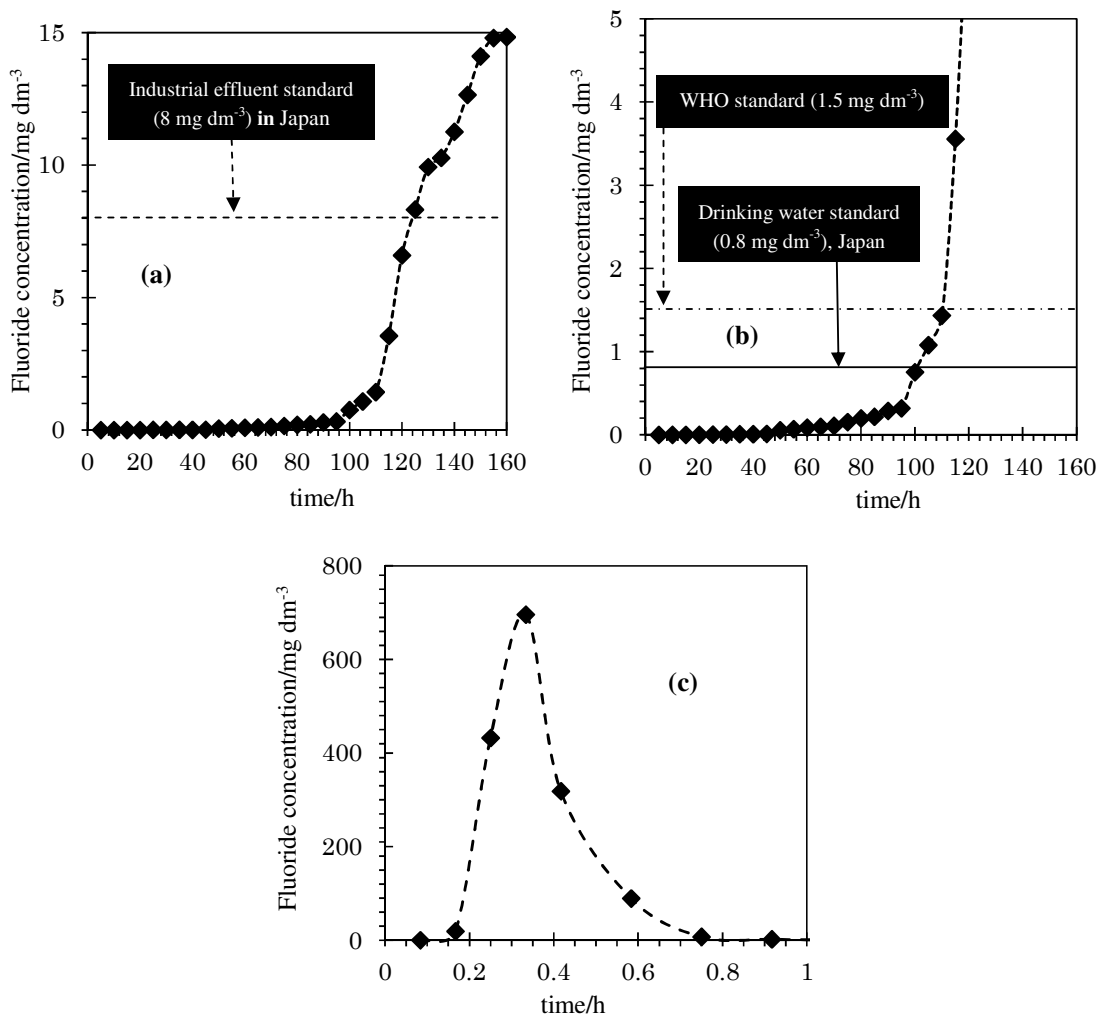 Fluoride concentration/mg dm⁻³
15
10
5
0
Industrial effluent standard
(8 mg dm⁻³) in Japan
(a)
0 20 40 60 80 100 120 140 160
time/h
Fluoride concentration/mg dm⁻³
5
4
3
2
1
0
WHO standard (1.5 mg dm⁻³)
Drinking water standard
(0.8 mg dm⁻³), Japan
(b)
0 20 40 60 80 100 120 140 160
time/h
Fluoride concentration/mg dm⁻³
800
600
400
200
0
(c)
0 0.2 0.4 0.6 0.8 1
time/h